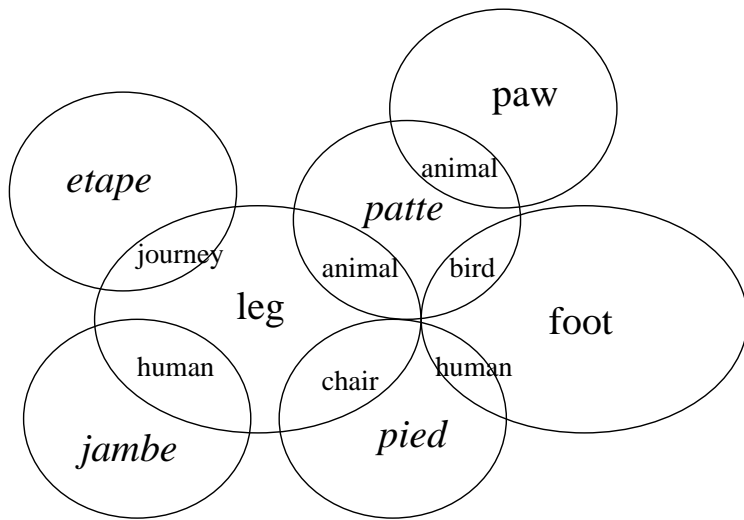 paw
animal
etape
patte
journey
animal
bird
leg
foot
human
chair
human
jambe
pied